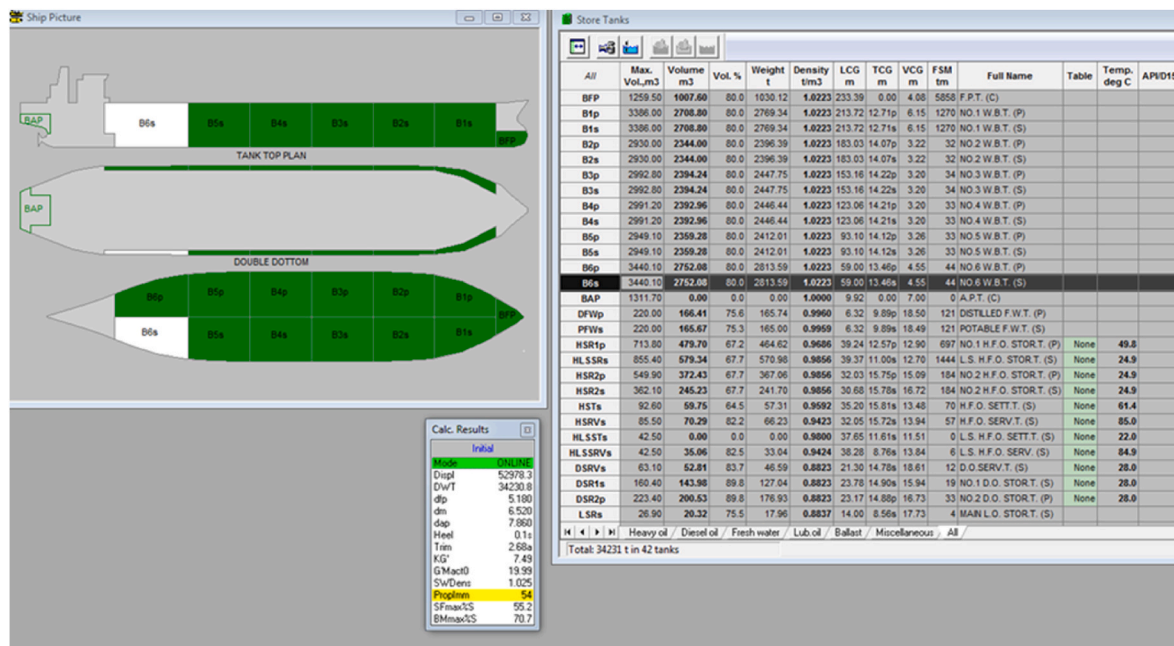 Ship Picture
BAP
B6s B5s B4s B3s B2s B1s
BFP
TANK TOP PLAN
BAP
DOUBLE DOTTOM
B6p B5p B4p B3p B2p B1p
BFP
B6s B5s B4s B3s B2s B1s
Calc. Results
Initial
Mode ONLINE
Displ 52978.3
DWT 34230.8
dfp 5.180
dm 6.520
dap 7.860
Heel 0.1s
Trim 2.68a
KG' 7.49
G'Mact0 19.99
SWDens 1.025
PropImm 54
SFmax%S 55.2
BMmax%S 70.7
Store Tanks
All Max. Vol.,m3 Volume m3 Vol. % Weight t Density t/m3 LCG m TCG m VCG m FSM tm Full Name Table Temp. deg C API/D15
BFP 1259.50 1007.60 80.0 1030.12 1.0223 233.39 0.00 4.08 5858 F.P.T. (C)
B1p 3386.00 2708.80 80.0 2769.34 1.0223 213.72 12.71p 6.15 1270 NO.1 W.B.T. (P)
B1s 3386.00 2708.80 80.0 2769.34 1.0223 213.72 12.71s 6.15 1270 NO.1 W.B.T. (S)
B2p 2930.00 2344.00 80.0 2396.39 1.0223 183.03 14.07p 3.22 32 NO.2 W.B.T. (P)
B2s 2930.00 2344.00 80.0 2396.39 1.0223 183.03 14.07s 3.22 32 NO.2 W.B.T. (S)
B3p 2992.80 2394.24 80.0 2447.75 1.0223 153.16 14.22p 3.20 34 NO.3 W.B.T. (P)
B3s 2992.80 2394.24 80.0 2447.75 1.0223 153.16 14.22s 3.20 34 NO.3 W.B.T. (S)
B4p 2991.20 2392.96 80.0 2446.44 1.0223 123.06 14.21p 3.20 33 NO.4 W.B.T. (P)
B4s 2991.20 2392.96 80.0 2446.44 1.0223 123.06 14.21s 3.20 33 NO.4 W.B.T. (S)
B5p 2949.10 2359.28 80.0 2412.01 1.0223 93.10 14.12p 3.26 33 NO.5 W.B.T. (P)
B5s 2949.10 2359.28 80.0 2412.01 1.0223 93.10 14.12s 3.26 33 NO.5 W.B.T. (S)
B6p 3440.10 2752.08 80.0 2813.59 1.0223 59.00 13.46p 4.55 44 NO.6 W.B.T. (P)
B6s 3440.10 2752.08 80.0 2813.59 1.0223 59.00 13.46s 4.55 44 NO.6 W.B.T. (S)
BAP 1311.70 0.00 0.0 0.00 1.0000 9.92 0.00 7.00 0 A.P.T. (C)
DFWp 220.00 166.41 75.6 165.74 0.9960 6.32 9.89p 18.50 121 DISTILLED F.W.T. (P)
PFWs 220.00 165.67 75.3 165.00 0.9959 6.32 9.89s 18.49 121 POTABLE F.W.T. (S)
HSR1p 713.80 479.70 67.2 464.62 0.9686 39.24 12.57p 12.90 697 NO.1 H.F.O. STOR.T. (P) None 49.8
HLSSRs 855.40 579.34 67.7 570.98 0.9856 39.37 11.00s 12.70 1444 L.S. H.F.O. STOR.T. (S) None 24.9
HSR2p 549.90 372.43 67.7 367.06 0.9856 32.03 15.75p 15.09 184 NO.2 H.F.O. STOR.T. (P) None 24.9
HSR2s 362.10 245.23 67.7 241.70 0.9856 30.68 15.78s 16.72 184 NO.2 H.F.O. STOR.T. (S) None 24.9
HSTs 92.60 59.75 64.5 57.31 0.9592 35.20 15.81s 13.48 70 H.F.O. SETT.T. (S) None 61.4
HSRVs 85.50 70.29 82.2 66.23 0.9423 32.05 15.72s 13.94 57 H.F.O. SERV.T. (S) None 85.0
HLSSTs 42.50 0.00 0.0 0.00 0.9800 37.65 11.61s 11.51 0 L.S. H.F.O. SETT.T. (S) None 22.0
HLSSRVs 42.50 35.06 82.5 33.04 0.9424 38.28 8.76s 13.84 6 L.S. H.F.O. SERV. (S) None 84.9
DSRVs 63.10 52.81 83.7 46.59 0.8823 21.30 14.78s 18.61 12 D.O.SERV.T. (S) None 28.0
DSR1s 160.40 143.98 89.8 127.04 0.8823 23.78 14.90s 15.94 19 NO.1 D.O. STOR.T. (S) None 28.0
DSR2p 223.40 200.53 89.8 176.93 0.8823 23.17 14.88p 16.73 33 NO.2 D.O. STOR.T. (P) None 28.0
LSRs 26.90 20.32 75.5 17.96 0.8837 14.00 8.56s 17.73 4 MAIN L.O. STOR.T. (S)
Heavy oil Diesel oil Fresh water Lub.oil Ballast Miscellaneous All
Total: 34231 t in 42 tanks